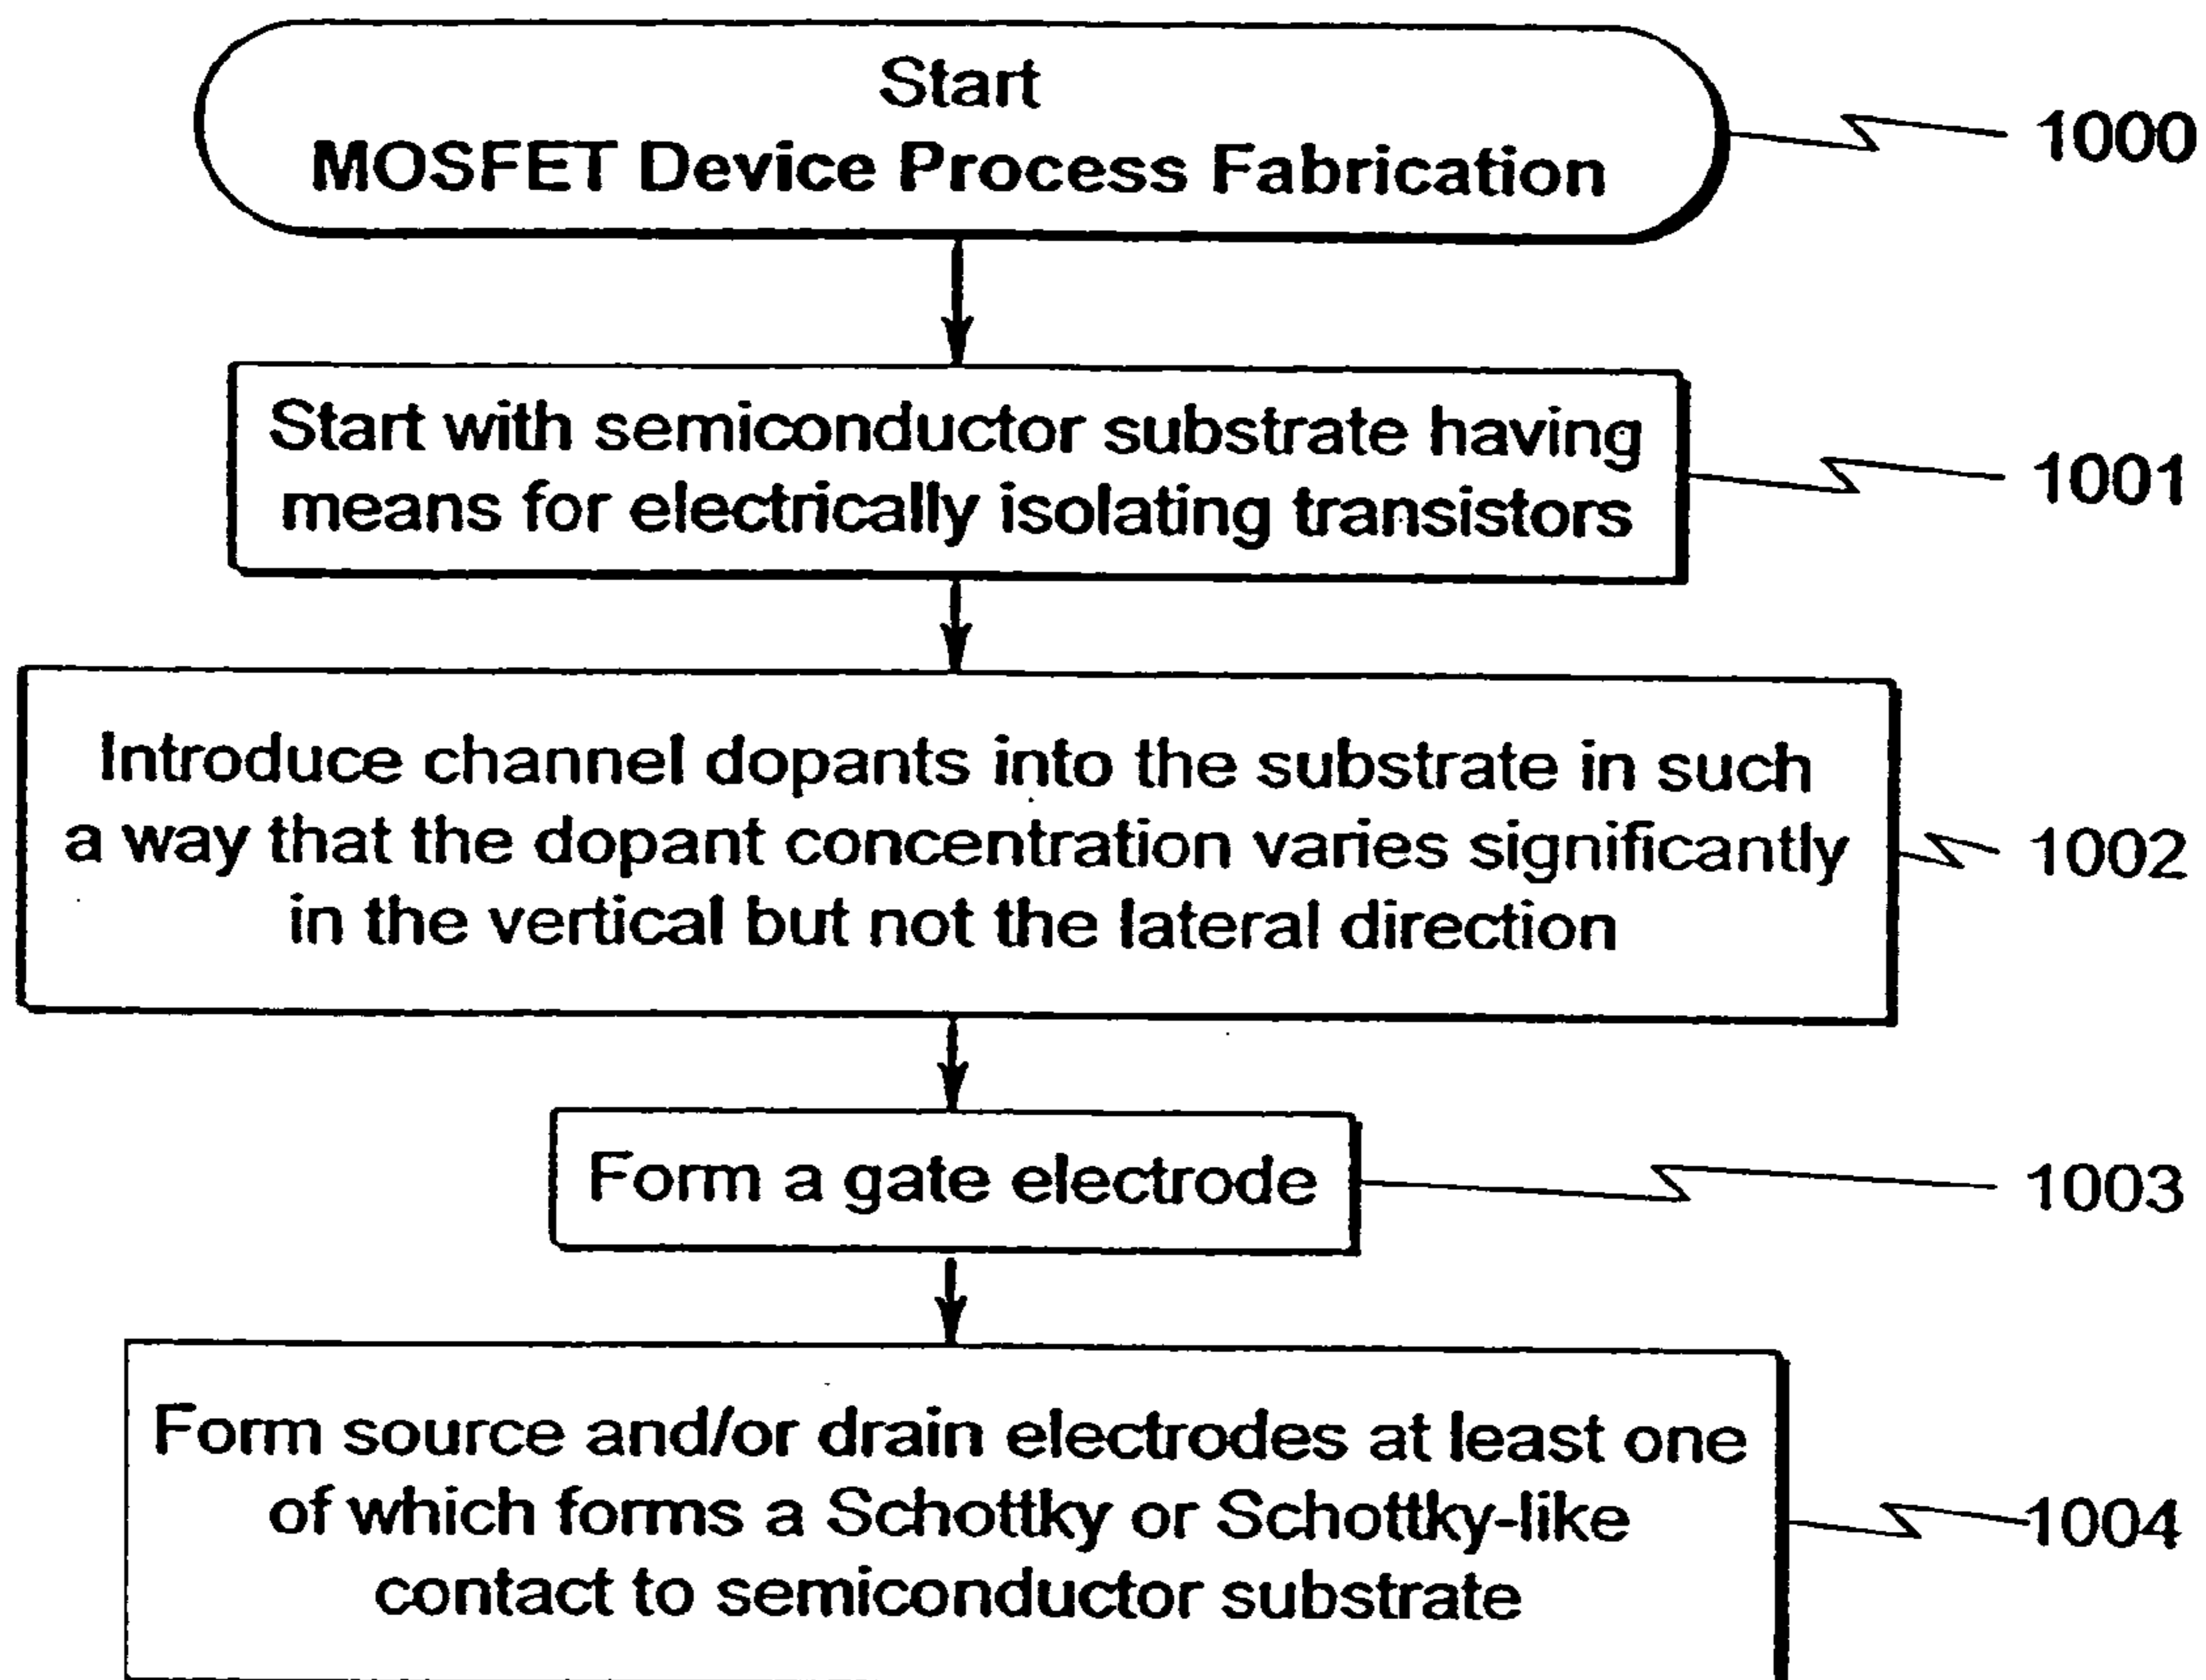 Start
MOSFET Device Process Fabrication
1000
Start with semiconductor substrate having
means for electrically isolating transistors
1001
Introduce channel dopants into the substrate in such
a way that the dopant concentration varies significantly
in the vertical but not the lateral direction
1002
Form a gate electrode
1003
Form source and/or drain electrodes at least one
of which forms a Schottky or Schottky-like
contact to semiconductor substrate
1004